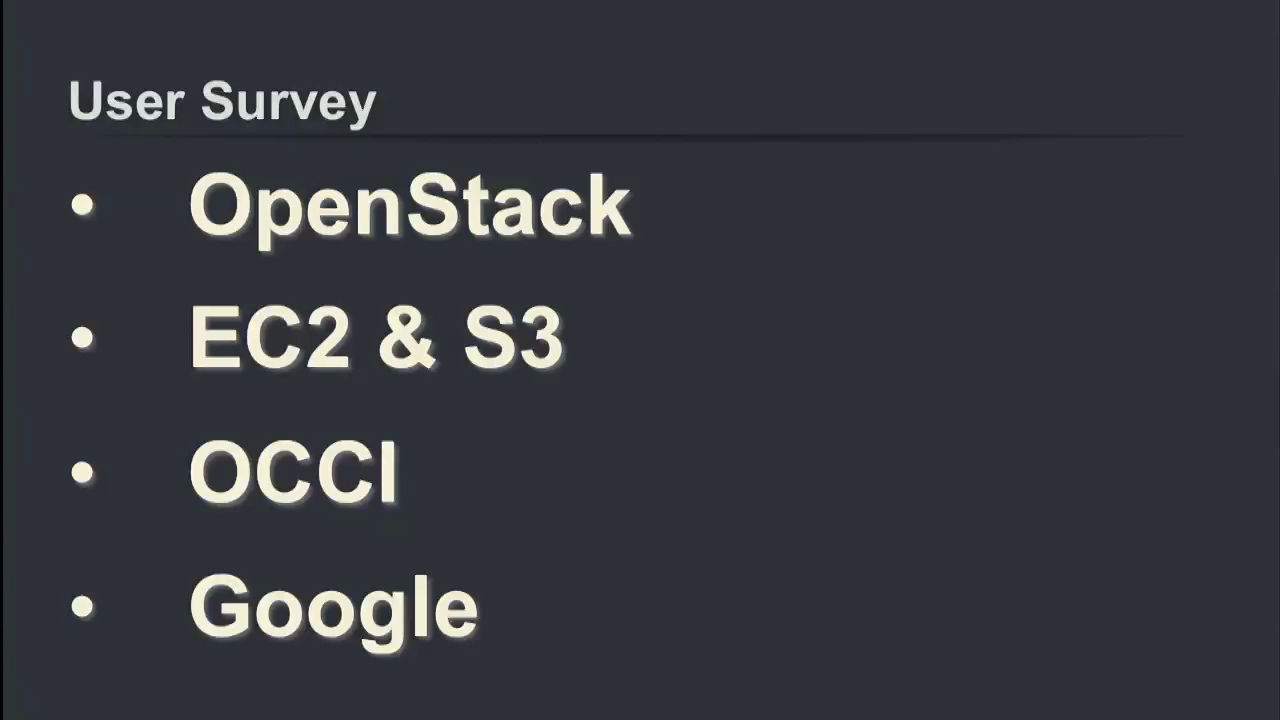 User Survey
• OpenStack
• EC2 & S3
• OCCI
• Google